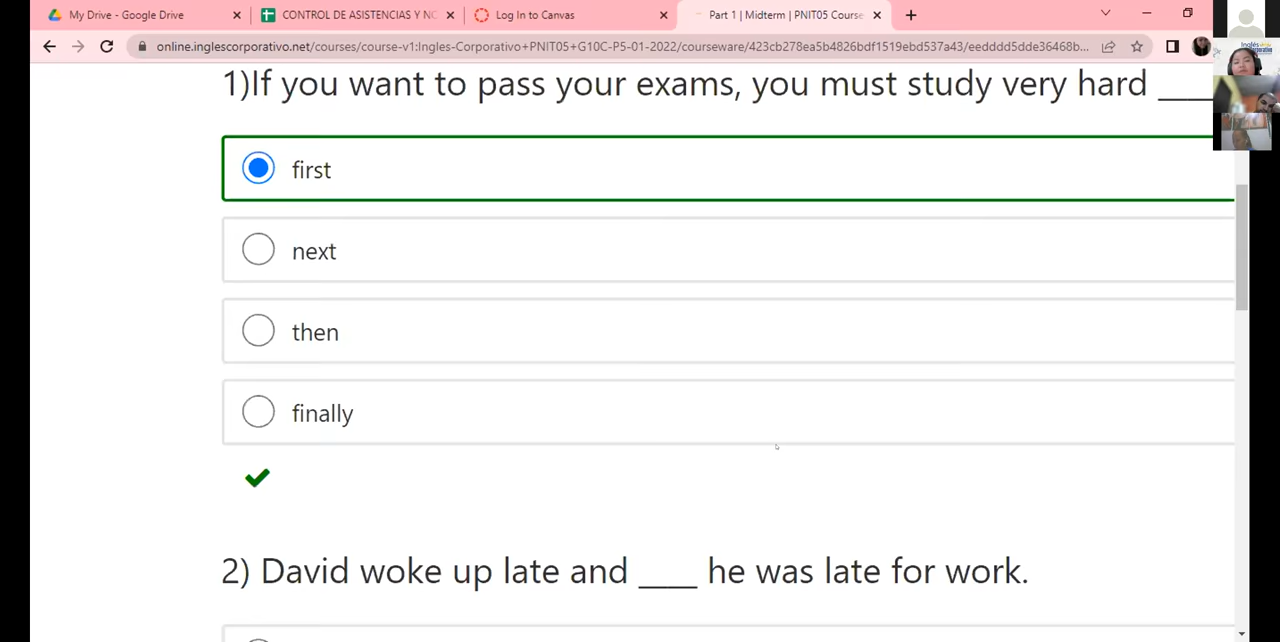 My Drive - Google Drive
CONTROL DE ASISTENCIAS Y NO
Log In to Canvas
Part 1 | Midterm | PNIT05 Course
online.inglescorporativo.net/courses/course-v1:Ingles-Corporativo+PNIT05+G10C-P5-01-2022/courseware/423cb278ea5b4826bdf1519ebd537a43/eedddd5dde36468b...
1)If you want to pass your exams, you must study very hard ____
first
next
then
finally
2) David woke up late and ____ he was late for work.